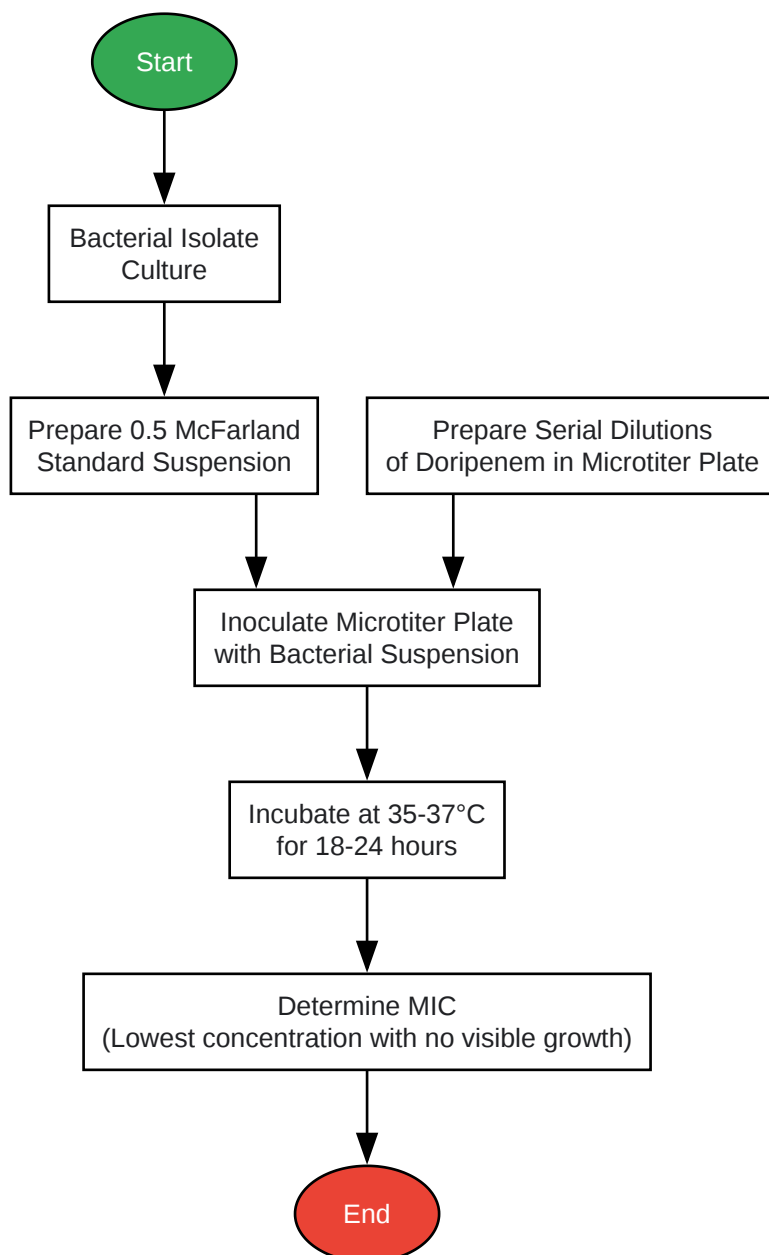 Start
Bacterial Isolate
Culture
Prepare 0.5 McFarland
Standard Suspension
Prepare Serial Dilutions
of Doripenem in Microtiter Plate
Inoculate Microtiter Plate
with Bacterial Suspension
Incubate at 35-37°C
for 18-24 hours
Determine MIC
(Lowest concentration with no visible growth)
End